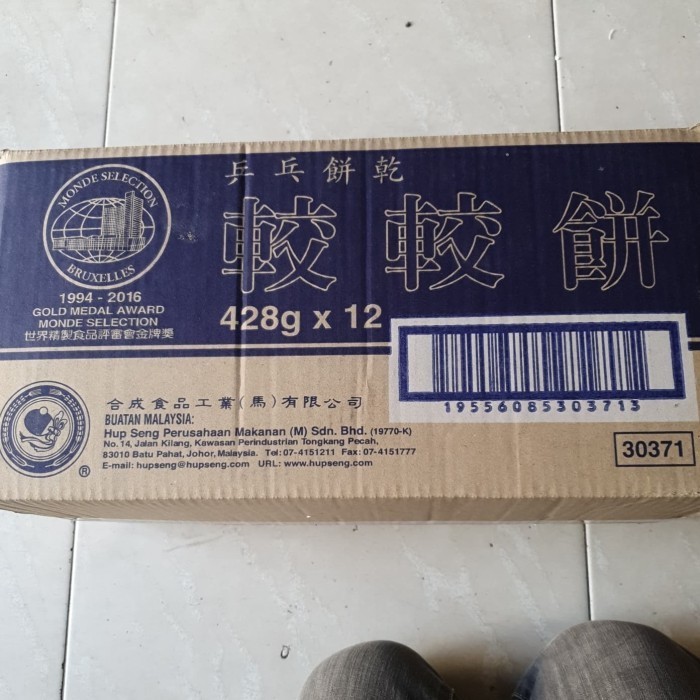 乒乓餅乾
較較餅
428g x 12
MONDE SELECTION
BRUXELLES
1994 - 2016
GOLD MEDAL AWARD
MONDE SELECTION
世界精製食品評審會金牌獎
19556085303713
合成食品工業(馬)有限公司
BUATAN MALAYSIA:
Hup Seng Perusahaan Makanan (M) Sdn. Bhd. (19770-K)
No. 14, Jalan Kilang, Kawasan Perindustrian Tongkang Pecah,
83010 Batu Pahat, Johor, Malaysia. Tel: 07-4151211 Fax: 07-4151777
E-mail: hupseng@hupseng.com URL: www.hupseng.com
®
30371